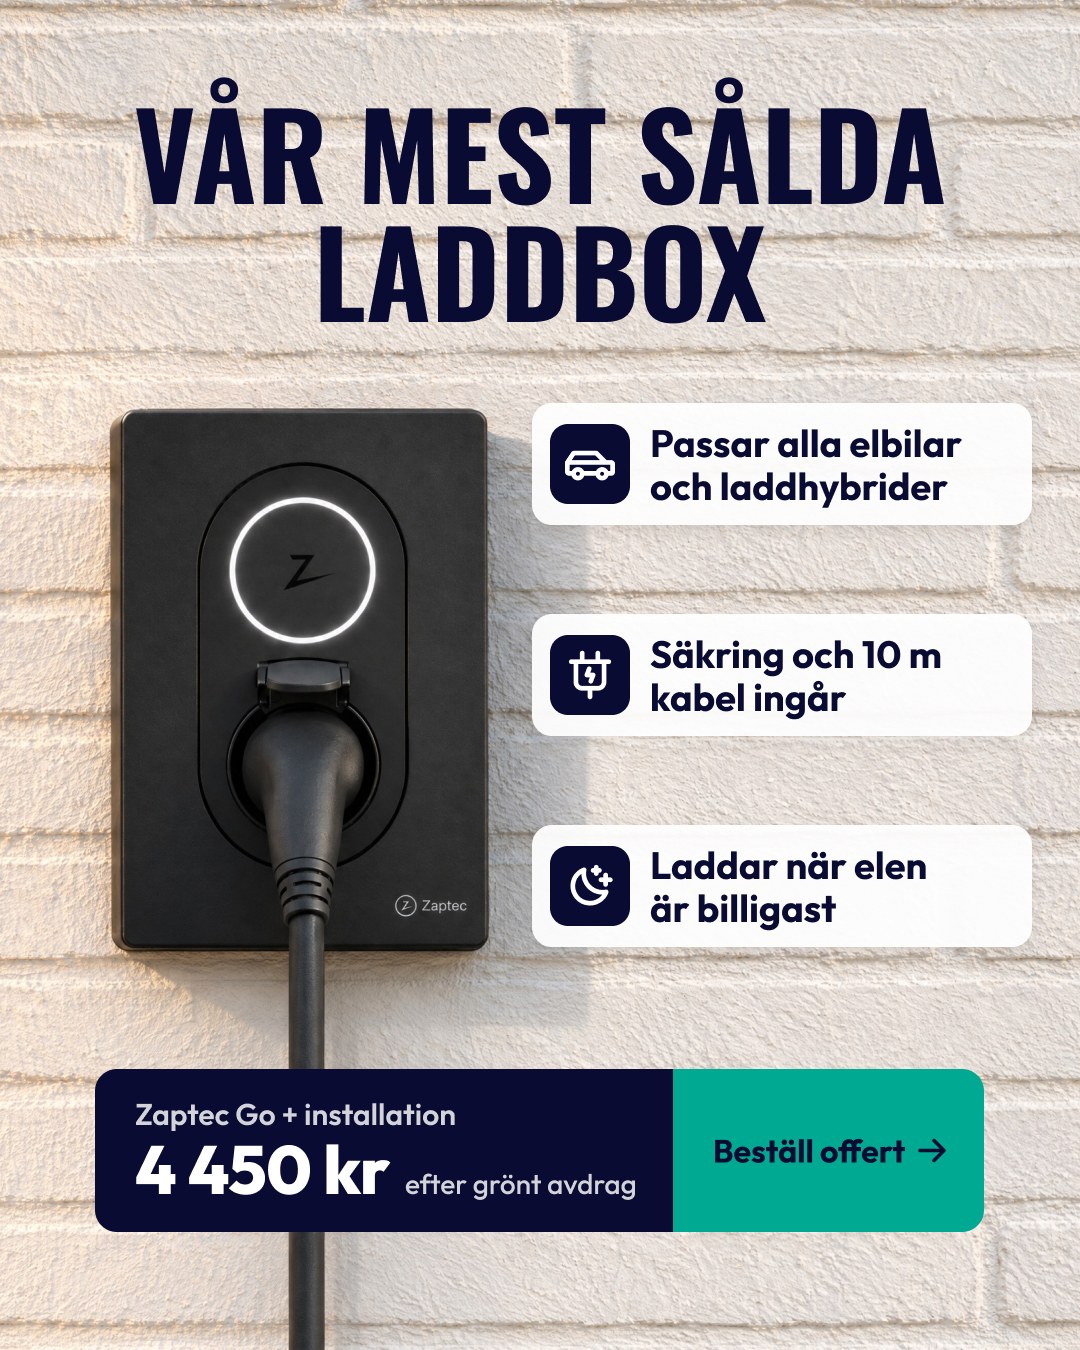 VÅR MEST SÅLDA
LADDBOX
Passar alla elbilar
och laddhybrider
Säkring och 10 m
kabel ingår
Laddar när elen
är billigast
Zaptec
Zaptec Go + installation
4 450 kr efter grönt avdrag
Beställ offert →